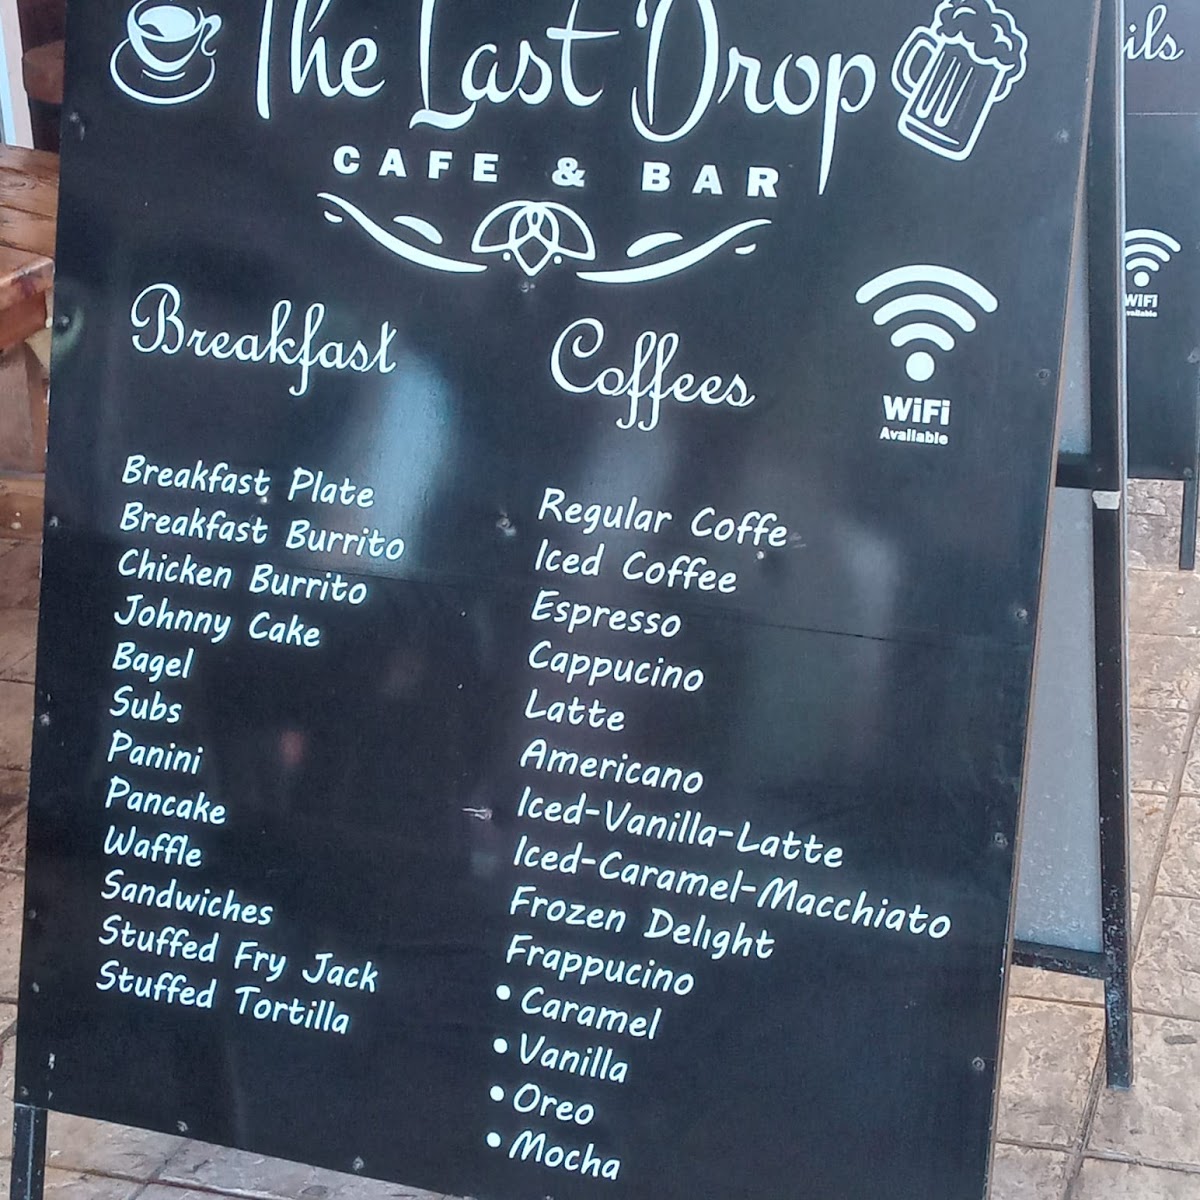 The Last Drop
CAFE & BAR
Breakfast
Breakfast Plate
Breakfast Burrito
Chicken Burrito
Johnny Cake
Bagel
Subs
Panini
Pancake
Waffle
Sandwiches
Stuffed Fry Jack
Stuffed Tortilla
Coffees
Regular Coffe
Iced Coffee
Espresso
Cappucino
Latte
Americano
Iced-Vanilla-Latte
Iced-Caramel-Macchiato
Frozen Delight
Frappucino
• Caramel
• Vanilla
• Oreo
• Mocha
WiFi
Available
ils
WiFi